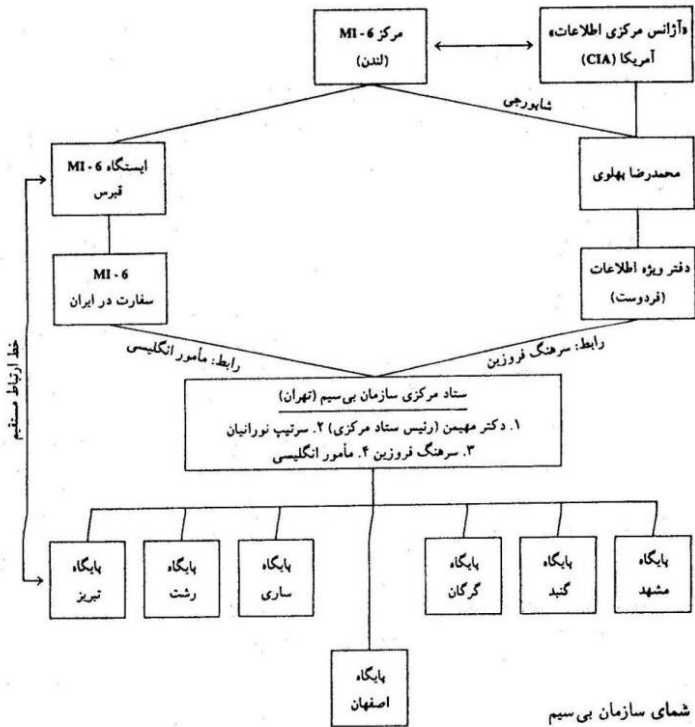 «آژانس مرکزی اطلاعات»
آمریکا (CIA)
مرکز MI - 6
(لندن)
شاپورجی
محمدرضا پهلوی
ایستگاه MI - 6
قبرس
دفتر ویژه اطلاعات
(فردوست)
MI - 6
سفارت در ایران
رابط: سرهنگ فروزین
رابط: مأمور انگلیسی
خط ارتباط مستقیم
ستاد مرکزی سازمان بی‌سیم (تهران)
۱. دکتر مهیمن (رئیس ستاد مرکزی) ۲. سرتیپ نورانیان
۳. سرهنگ فروزین ۴. مأمور انگلیسی
پایگاه
مشهد
پایگاه
گنبد
پایگاه
گرگان
پایگاه
ساری
پایگاه
رشت
پایگاه
تبریز
پایگاه
اصفهان
شمای سازمان بی‌سیم